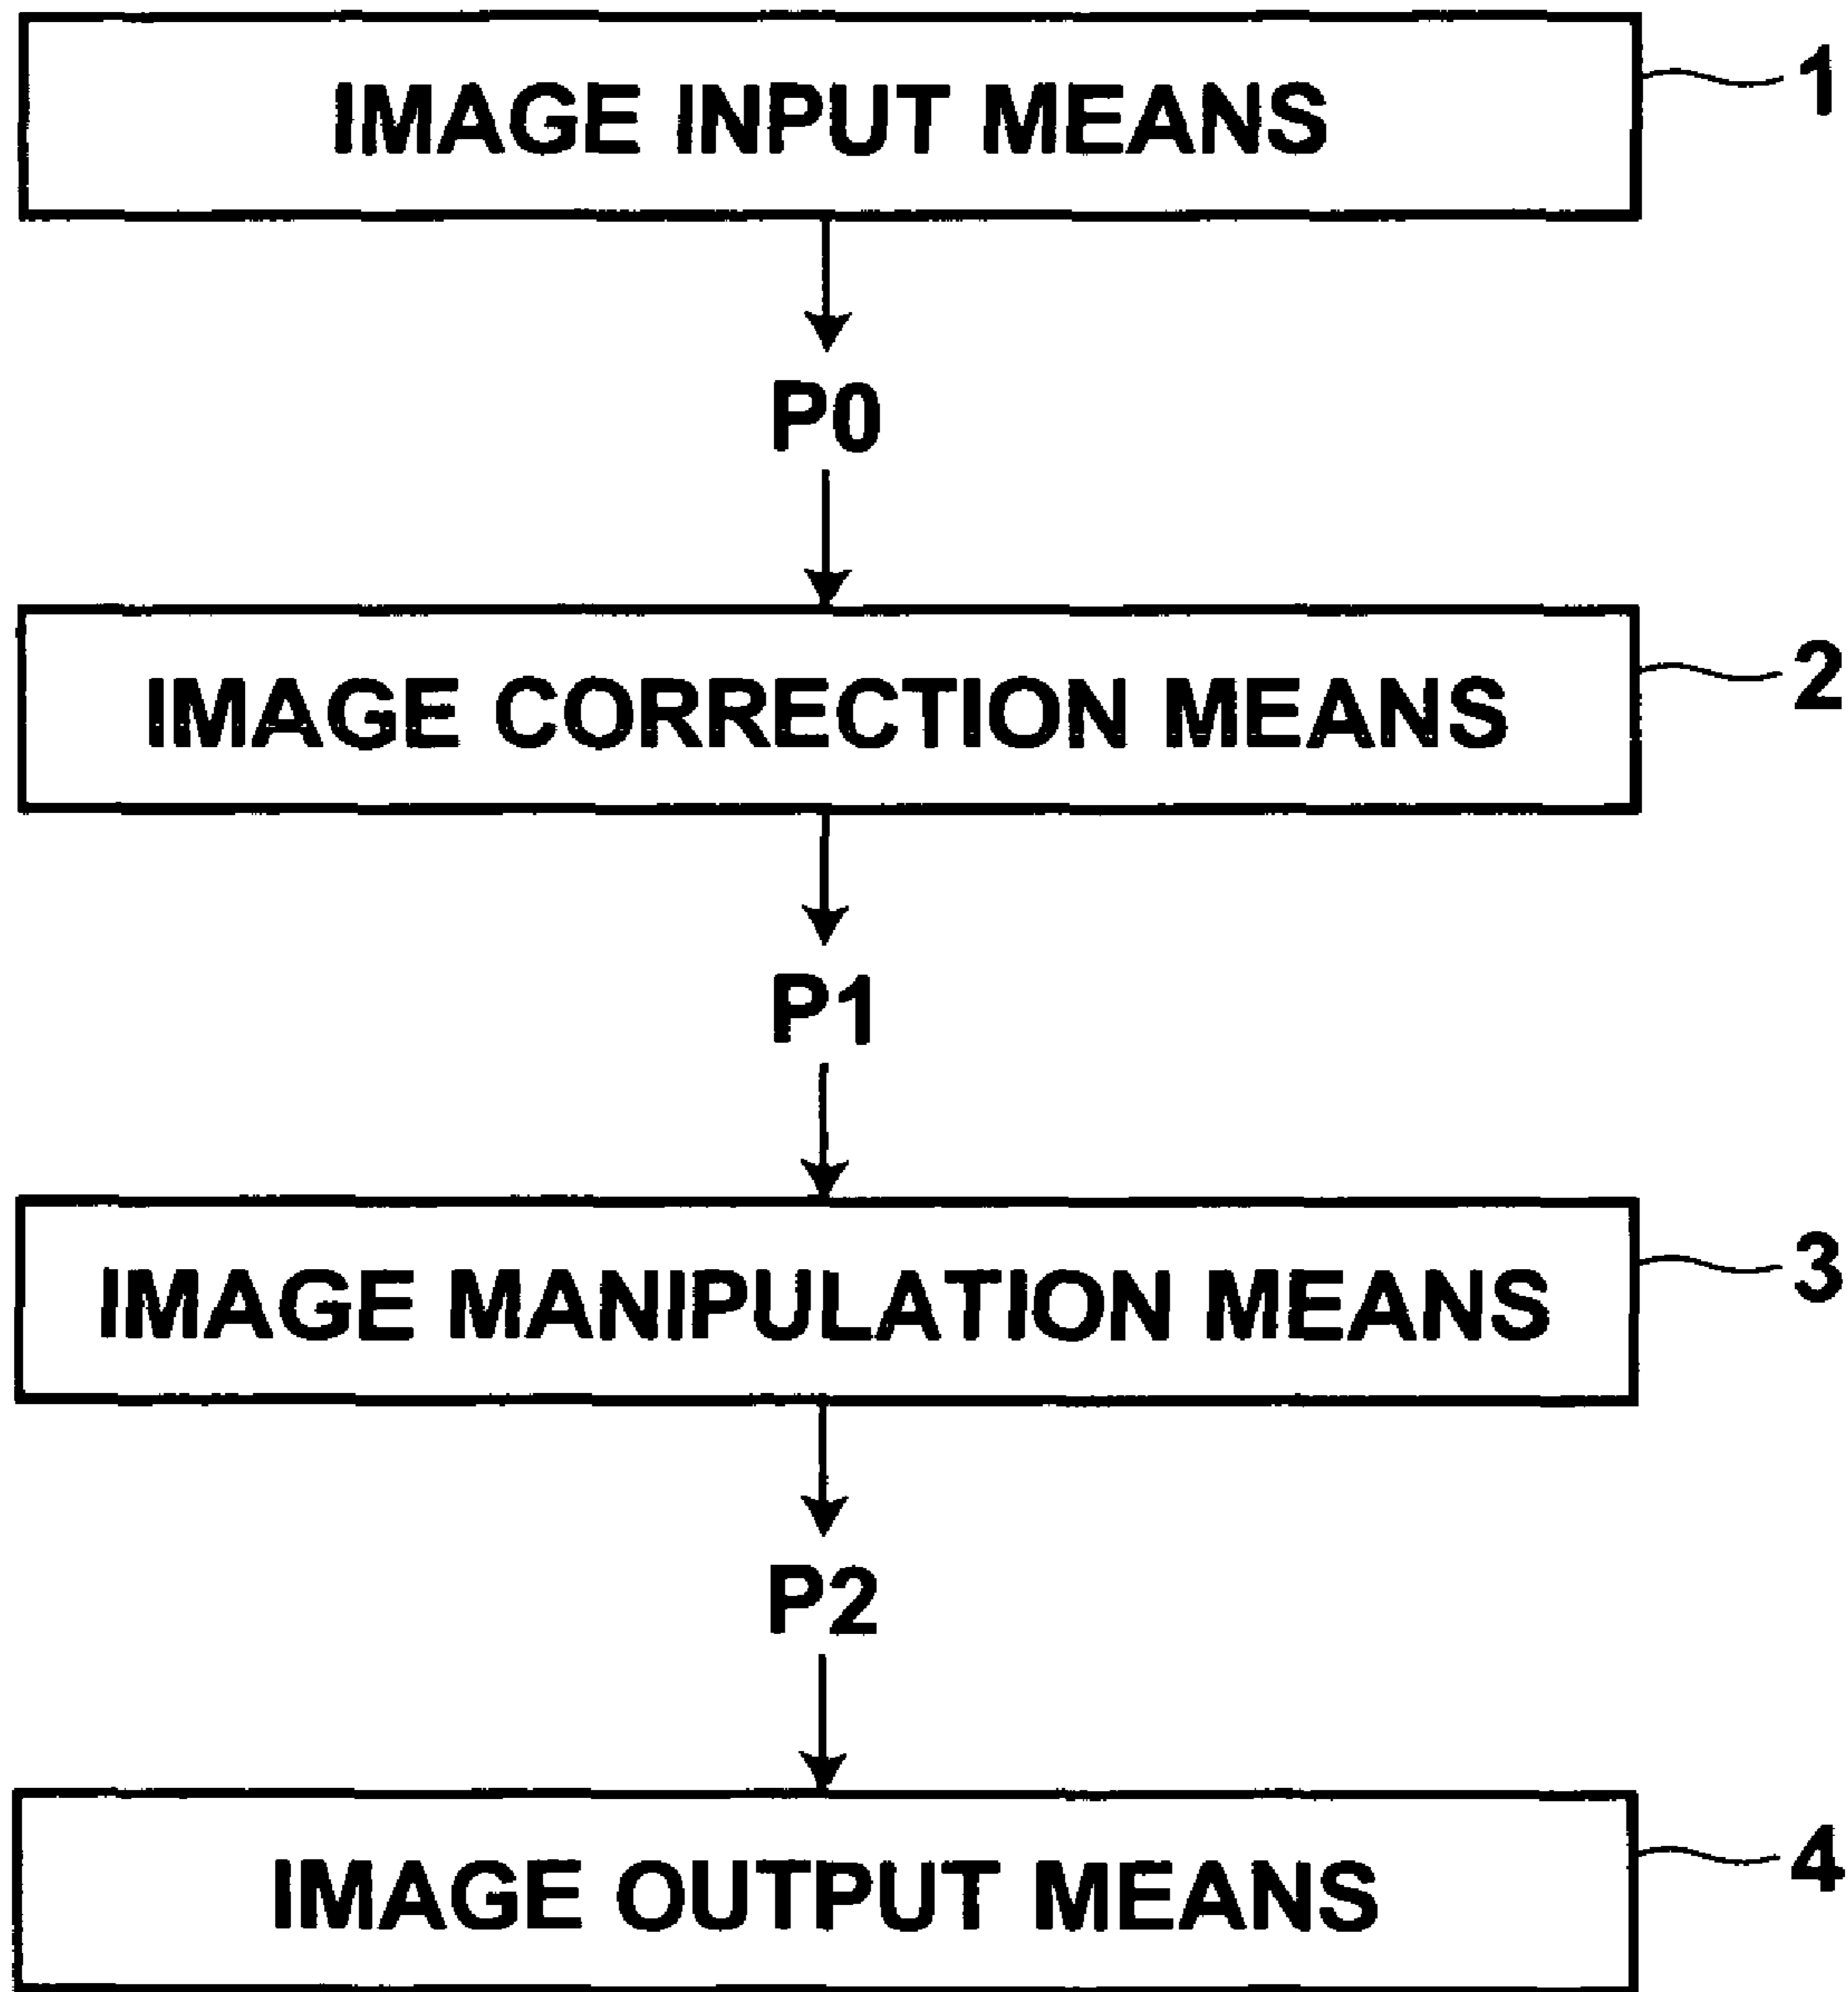 IMAGE INPUT MEANS
1
P0
IMAGE CORRECTION MEANS
2
P1
IMAGE MANIPULATION MEANS
3
P2
IMAGE OUTPUT MEANS
4